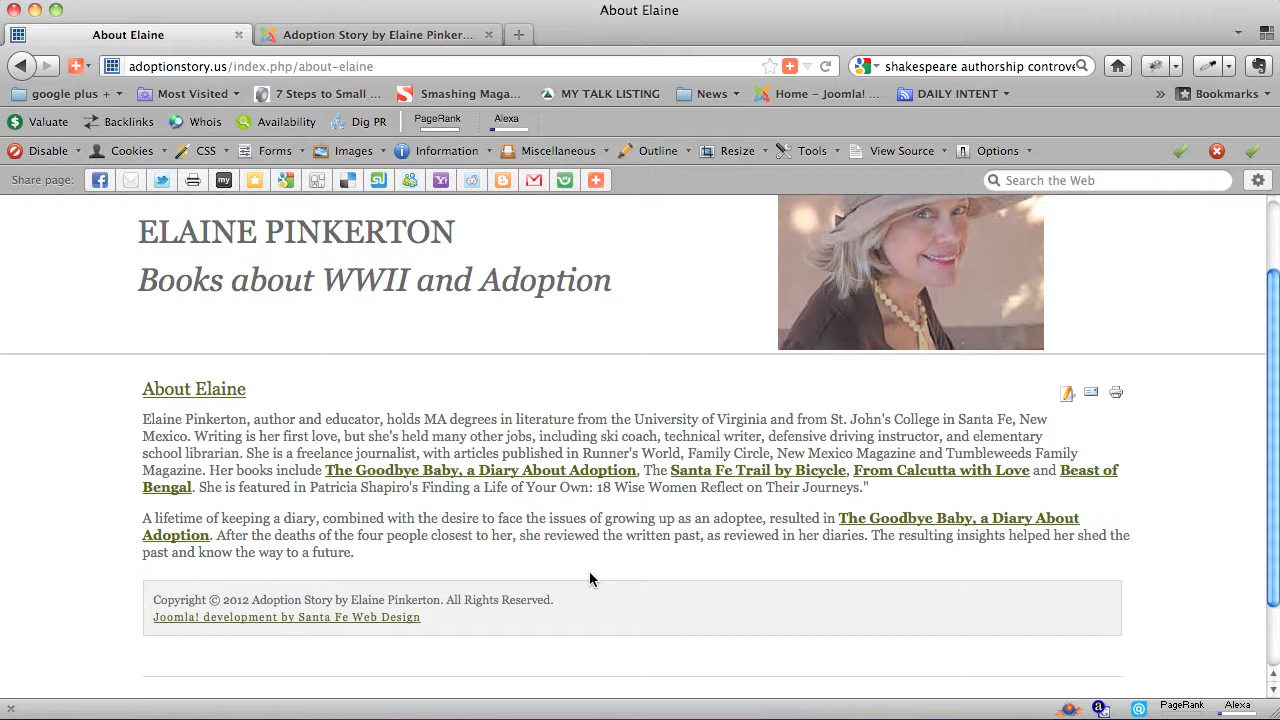 About Elaine
About Elaine
Adoption Story by Elaine Pinker...
adoptionstory.us/index.php/about-elaine
shakespeare authorship controve
google plus +
Most Visited
7 Steps to Small ...
Smashing Maga...
MY TALK LISTING
News
Home – Joomla! ...
DAILY INTENT
Bookmarks
Valuate
Backlinks
Whois
Availability
Dig PR
PageRank
Alexa
Disable
Cookies
CSS
Forms
Images
Information
Miscellaneous
Outline
Resize
Tools
View Source
Options
Share page:
my
Search the Web
ELAINE PINKERTON
Books about WWII and Adoption
About Elaine
Elaine Pinkerton, author and educator, holds MA degrees in literature from the University of Virginia and from St. John's College in Santa Fe, New
Mexico. Writing is her first love, but she's held many other jobs, including ski coach, technical writer, defensive driving instructor, and elementary
school librarian. She is a freelance journalist, with articles published in Runner's World, Family Circle, New Mexico Magazine and Tumbleweeds Family
Magazine. Her books include The Goodbye Baby, a Diary About Adoption, The Santa Fe Trail by Bicycle, From Calcutta with Love and Beast of
Bengal. She is featured in Patricia Shapiro's Finding a Life of Your Own: 18 Wise Women Reflect on Their Journeys."
A lifetime of keeping a diary, combined with the desire to face the issues of growing up as an adoptee, resulted in The Goodbye Baby, a Diary About
Adoption. After the deaths of the four people closest to her, she reviewed the written past, as reviewed in her diaries. The resulting insights helped her shed the
past and know the way to a future.
Copyright © 2012 Adoption Story by Elaine Pinkerton. All Rights Reserved.
Joomla! development by Santa Fe Web Design
PageRank
Alexa